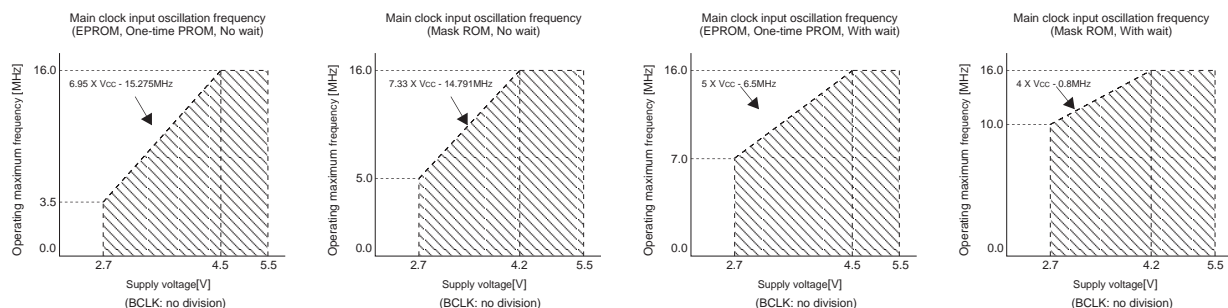 Main clock input oscillation frequency
(EPROM, One-time PROM, No wait)
Operating maximum frequency [MHz]
16.0
3.5
0.0
6.95 X VCC - 15.275MHz
2.7
4.5
5.5
Supply voltage[V]
(BCLK: no division)
Main clock input oscillation frequency
(Mask ROM, No wait)
Operating maximum frequency [MHz]
16.0
5.0
0.0
7.33 X VCC - 14.791MHz
2.7
4.2
5.5
Supply voltage[V]
(BCLK: no division)
Main clock input oscillation frequency
(EPROM, One-time PROM, With wait)
Operating maximum frequency [MHz]
16.0
7.0
0.0
5 X VCC - 6.5MHz
2.7
4.5
5.5
Supply voltage[V]
(BCLK: no division)
Main clock input oscillation frequency
(Mask ROM, With wait)
Operating maximum frequency [MHz]
16.0
10.0
0.0
4 X VCC - 0.8MHz
2.7
4.2
5.5
Supply voltage[V]
(BCLK: no division)